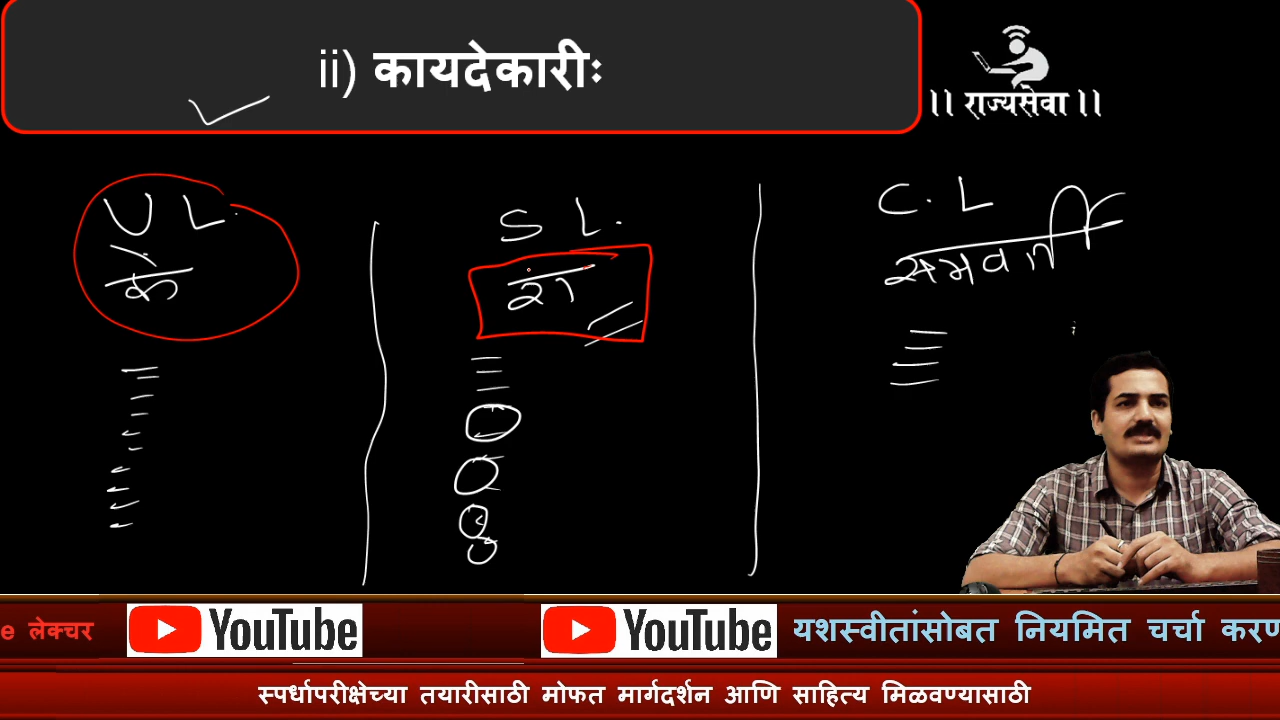 ii) कायदेकारीः
।। राज्यसेवा ।।
U L.
S L.
C. L
के
रा
समवर्ती
e लेक्चर
YouTube
YouTube
यशस्वीतांसोबत नियमित चर्चा करण
स्पर्धापरीक्षेच्या तयारीसाठी मोफत मार्गदर्शन आणि साहित्य मिळवण्यासाठी